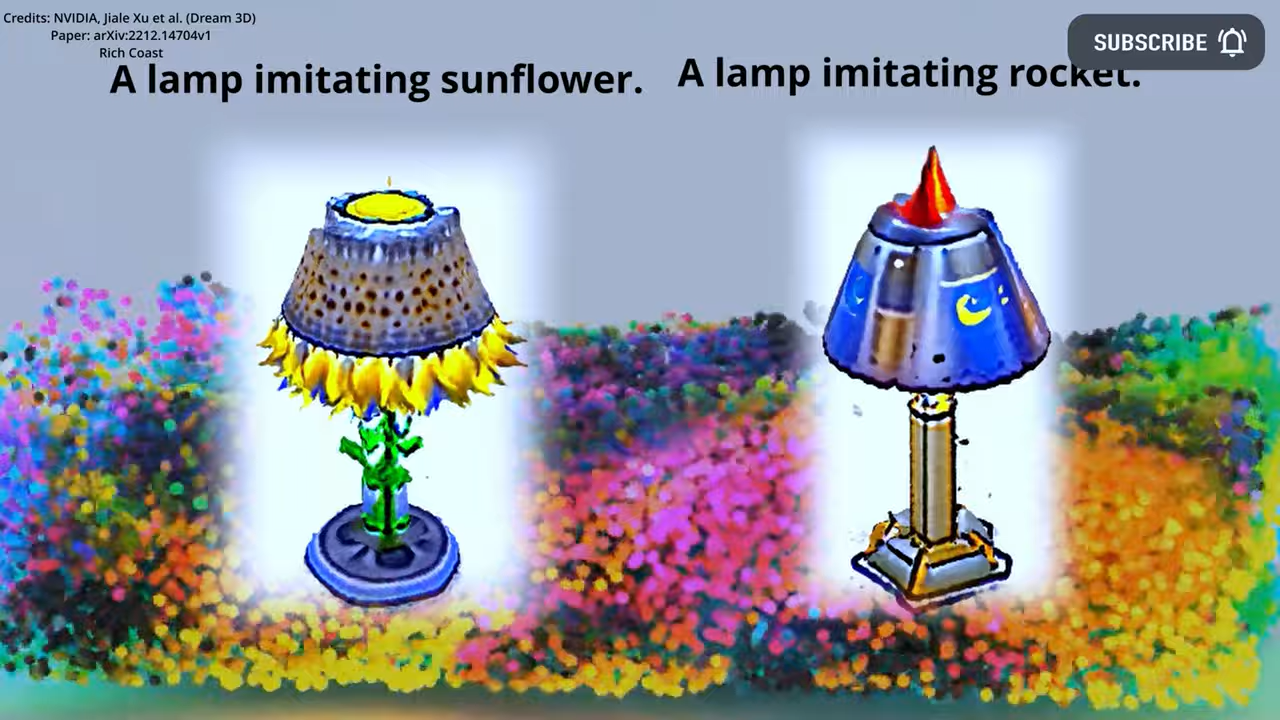 Credits: NVIDIA, Jiale Xu et al. (Dream 3D)
Paper: arXiv:2212.14704v1
Rich Coast
SUBSCRIBE
A lamp imitating sunflower.
A lamp imitating rocket.